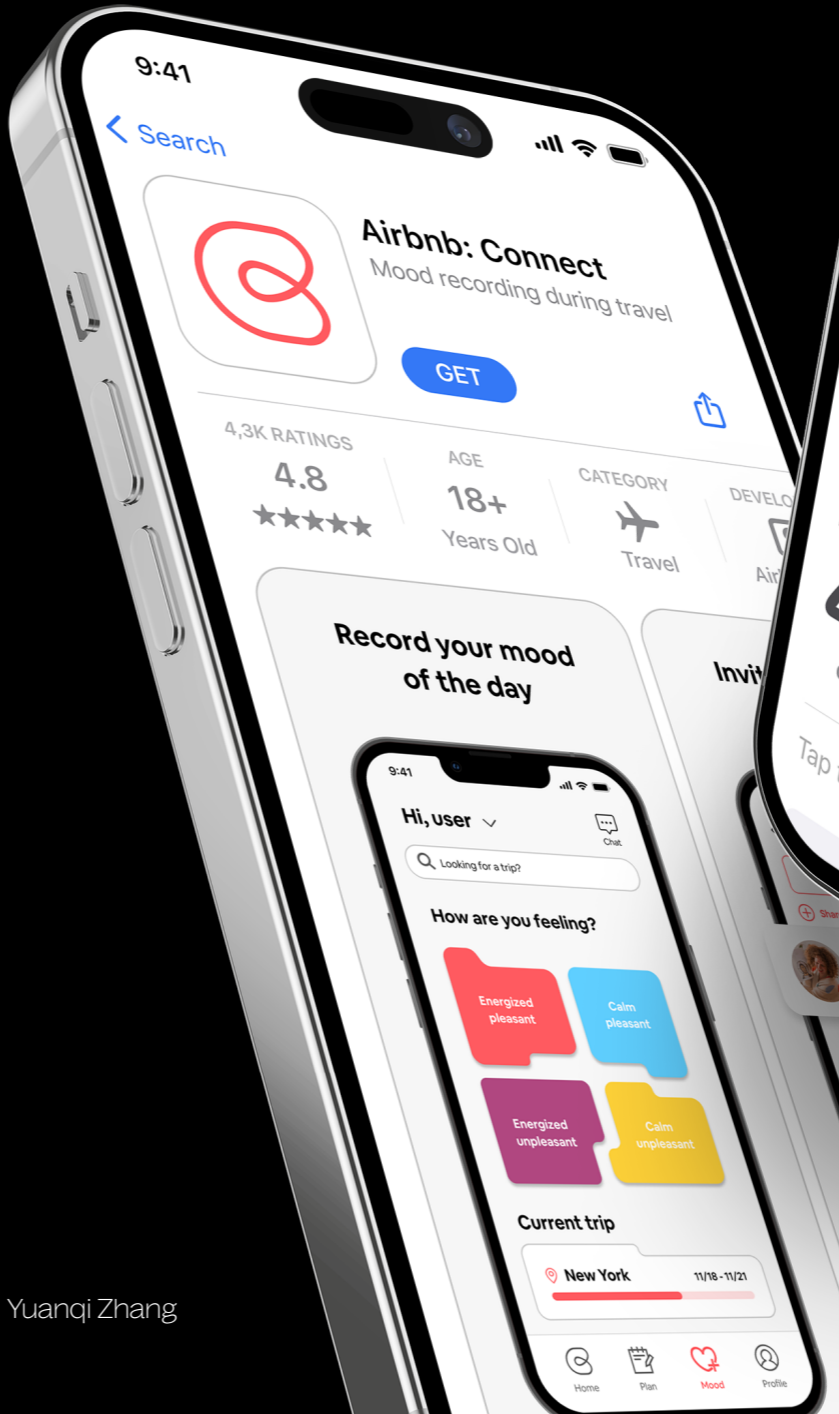 9:41
Search
Airbnb: Connect
Mood recording during travel
GET
4,3K RATINGS
4.8
AGE
18+
Years Old
CATEGORY
Travel
Record your mood
of the day
9:41
Hi, user
Chat
Looking for a trip?
How are you feeling?
Energized
pleasant
Calm
pleasant
Energized
unpleasant
Calm
unpleasant
Current trip
New York
11/18 - 11/21
Home
Plan
Mood
Profile
Tap
Yuanqi Zhang